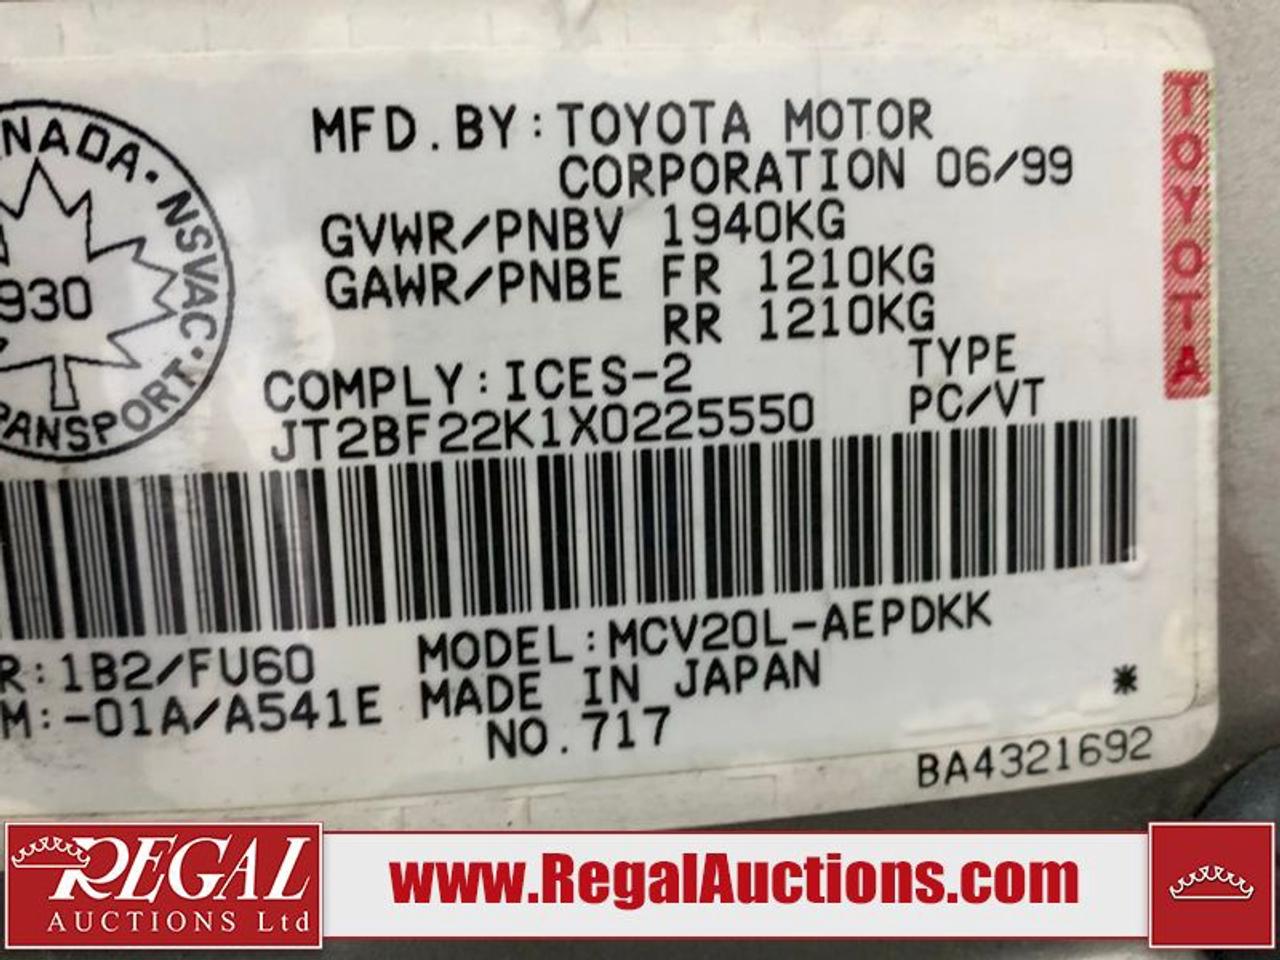 MFD.BY:TOYOTA MOTOR
CORPORATION 06/99
GVWR/PNBV 1940KG
GAWR/PNBE FR 1210KG
RR 1210KG
COMPLY:ICES-2
TYPE
JT2BF22K1X0225550
PC/VT
NADA·NSVAC·
930
ANSPORT
TOYOTA
R:1B2/FU60
MODEL:MCV20L-AEPDKK
M:-01A/A541E
MADE IN JAPAN
*
NO.717
BA4321692
REGAL
AUCTIONS Ltd
www.RegalAuctions.com